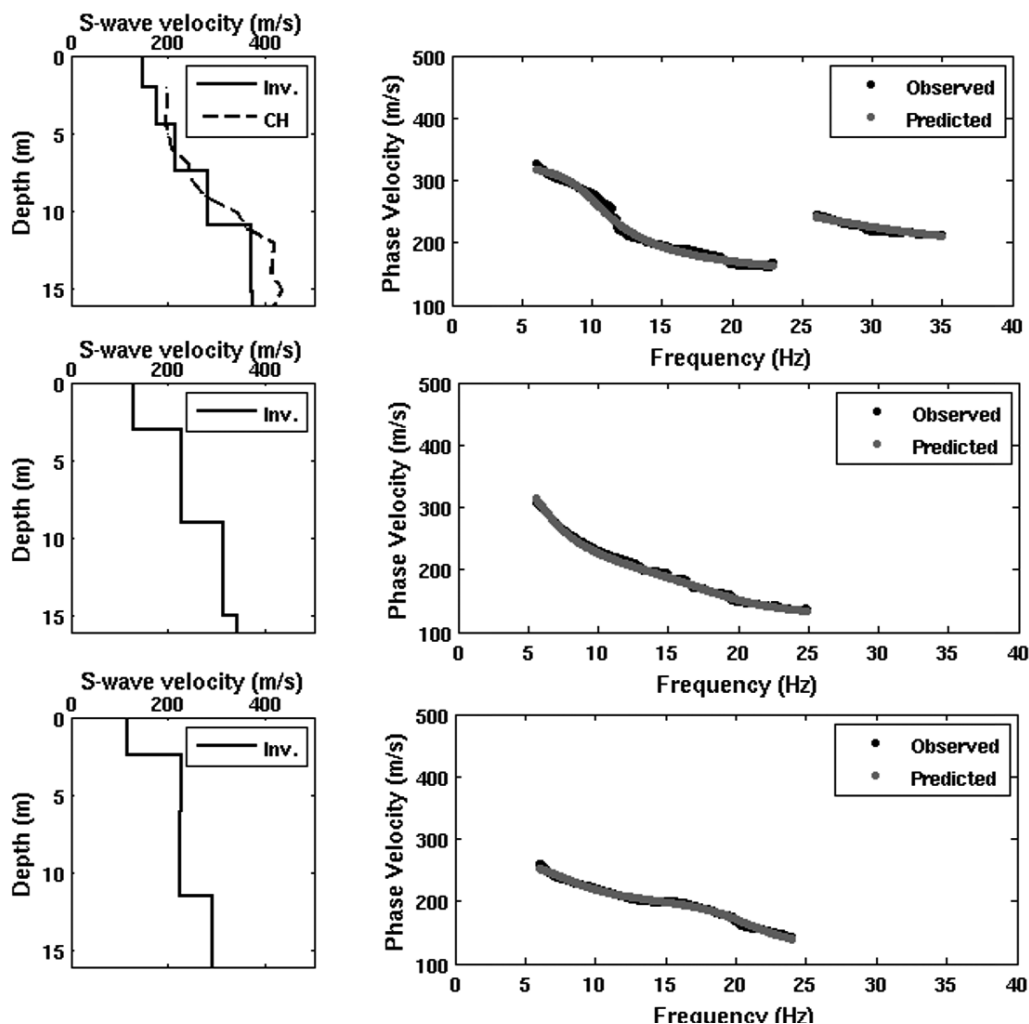 S-wave velocity (m/s)
0 200 400
0
5
10
15
Depth (m)
Inv.
CH
500
400
300
200
100
Phase Velocity (m/s)
Observed
Predicted
0 5 10 15 20 25 30 35 40
Frequency (Hz)
S-wave velocity (m/s)
0 200 400
0
5
10
15
Depth (m)
Inv.
500
400
300
200
100
Phase Velocity (m/s)
Observed
Predicted
0 5 10 15 20 25 30 35 40
Frequency (Hz)
S-wave velocity (m/s)
0 200 400
0
5
10
15
Depth (m)
Inv.
500
400
300
200
100
Phase Velocity (m/s)
Observed
Predicted
0 5 10 15 20 25 30 35 40
Frequency (Hz)